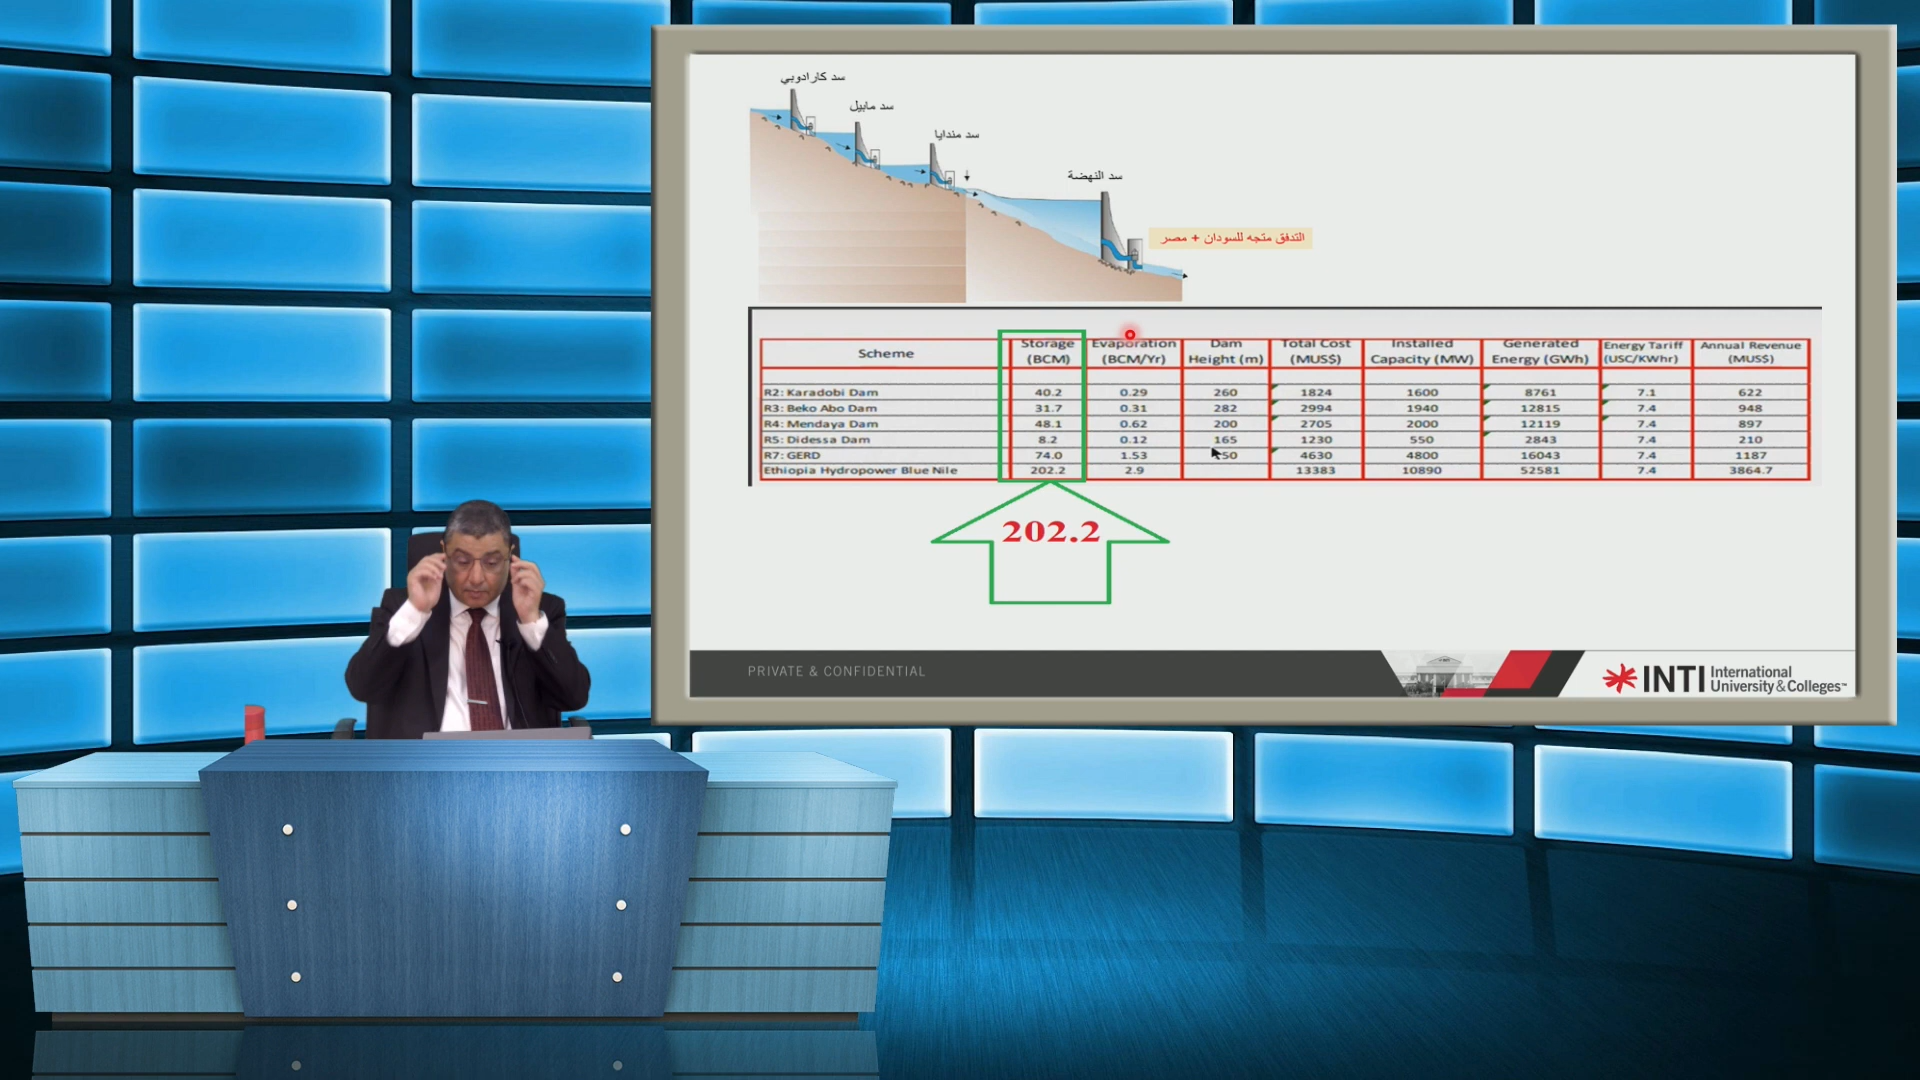 سد كارادوبي
سد مابيل
سد مندايا
سد النهضة
التدفق متجه للسودان + مصر
Scheme Storage (BCM) Evaporation (BCM/Yr) Dam Height (m) Total Cost (MUS$) Installed Capacity (MW) Generated Energy (GWh) Energy Tariff (USC/KWhr) Annual Revenue (MUS$)
R2: Karadobi Dam 40.2 0.29 260 1824 1600 8761 7.1 622
R3: Beko Abo Dam 31.7 0.31 282 2994 1940 12815 7.4 948
R4: Mendaya Dam 48.1 0.62 200 2705 2000 12119 7.4 897
R5: Didessa Dam 8.2 0.12 165 1230 550 2843 7.4 210
R7: GERD 74.0 1.53 4630 4800 16043 7.4 1187
Ethiopia Hydropower Blue Nile 202.2 2.9 13383 10890 52581 7.4 3864.7
202.2
PRIVATE & CONFIDENTIAL
INTI International
University & Colleges